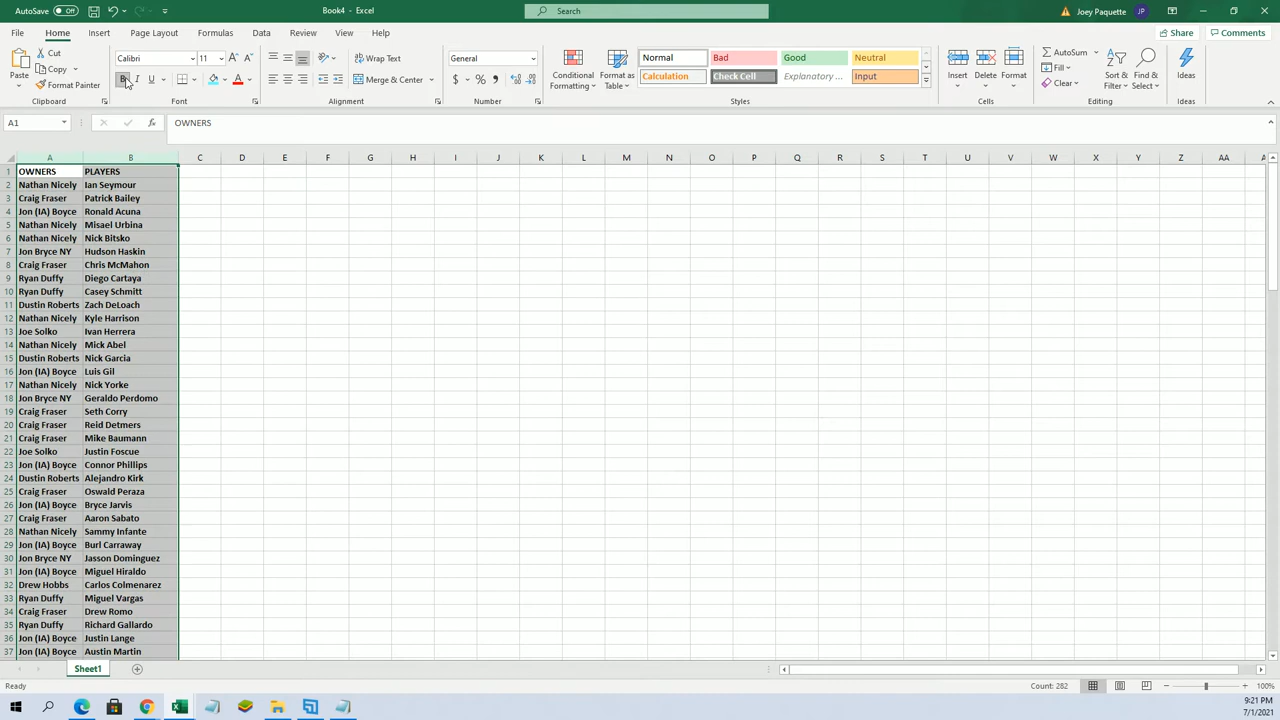 AutoSave Off Book4 - Excel Search Joey Paquette JP
File Home Insert Page Layout Formulas Data Review View Help Share Comments
Paste Cut Copy Format Painter Clipboard
Calibri 11 B I U Font
Wrap Text Merge & Center Alignment
General $ % Number
Conditional Formatting Format as Table
Normal Bad Good Neutral
Calculation Check Cell Explanatory ... Input
Styles
Insert Delete Format Cells
AutoSum Fill Clear Sort & Filter Find & Select Editing
Ideas Ideas
A1 fx OWNERS
A B C D E F G H I J K L M N O P Q R S T U V W X Y Z AA
1 OWNERS PLAYERS
2 Nathan Nicely Ian Seymour
3 Craig Fraser Patrick Bailey
4 Jon (IA) Boyce Ronald Acuna
5 Nathan Nicely Misael Urbina
6 Nathan Nicely Nick Bitsko
7 Jon Bryce NY Hudson Haskin
8 Craig Fraser Chris McMahon
9 Ryan Duffy Diego Cartaya
10 Ryan Duffy Casey Schmitt
11 Dustin Roberts Zach DeLoach
12 Nathan Nicely Kyle Harrison
13 Joe Solko Ivan Herrera
14 Nathan Nicely Mick Abel
15 Dustin Roberts Nick Garcia
16 Jon (IA) Boyce Luis Gil
17 Nathan Nicely Nick Yorke
18 Jon Bryce NY Geraldo Perdomo
19 Craig Fraser Seth Corry
20 Craig Fraser Reid Detmers
21 Craig Fraser Mike Baumann
22 Joe Solko Justin Foscue
23 Jon (IA) Boyce Connor Phillips
24 Dustin Roberts Alejandro Kirk
25 Craig Fraser Oswald Peraza
26 Jon (IA) Boyce Bryce Jarvis
27 Craig Fraser Aaron Sabato
28 Nathan Nicely Sammy Infante
29 Jon (IA) Boyce Burl Carraway
30 Jon Bryce NY Jasson Dominguez
31 Jon (IA) Boyce Miguel Hiraldo
32 Drew Hobbs Carlos Colmenarez
33 Ryan Duffy Miguel Vargas
34 Craig Fraser Drew Romo
35 Ryan Duffy Richard Gallardo
36 Jon (IA) Boyce Justin Lange
37 Jon (IA) Boyce Austin Martin
Sheet1
Ready Count: 282 100%
9:21 PM
7/1/2021